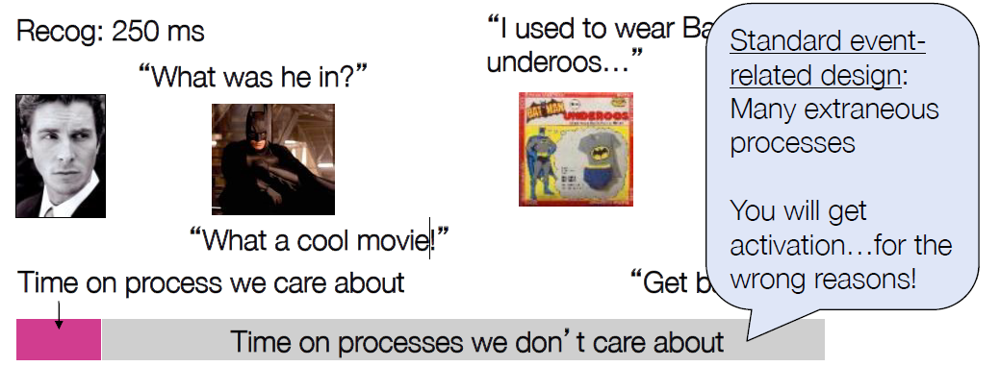 Recog: 250 ms
“What was he in?”
“I used to wear Ba
underoos…”
BATMAN
UNDEROOS
“What a cool movie!”
Time on process we care about
“Get b
Time on processes we don’t care about
Standard event-
related design:
Many extraneous
processes
You will get
activation…for the
wrong reasons!